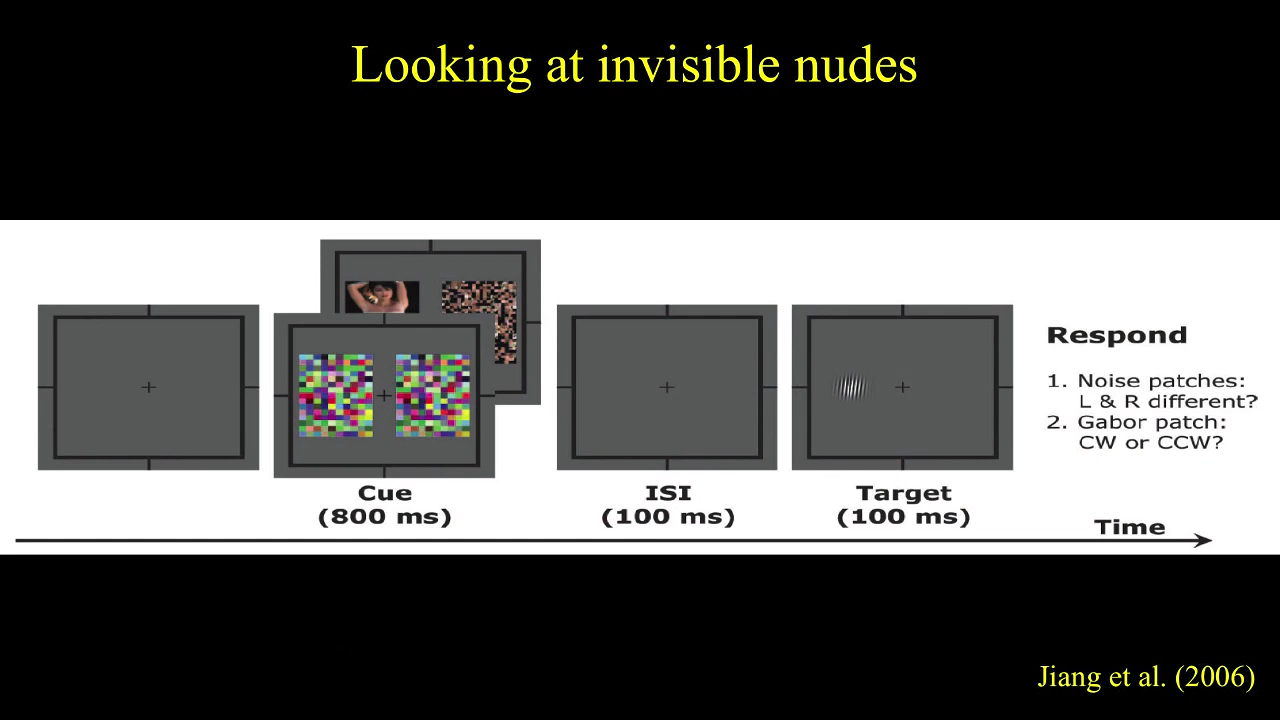 Looking at invisible nudes
Respond
1. Noise patches:
L & R different?
2. Gabor patch:
CW or CCW?
Cue
(800 ms)
ISI
(100 ms)
Target
(100 ms)
Time
Jiang et al. (2006)